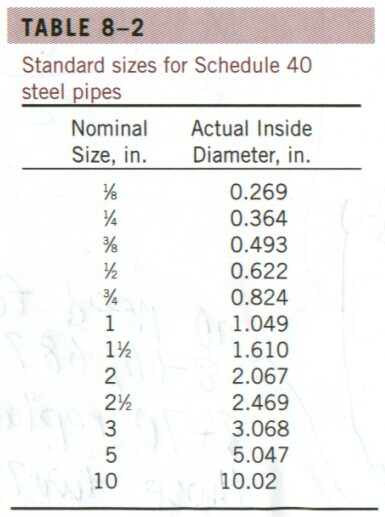 TABLE 8–2
Standard sizes for Schedule 40
steel pipes
Nominal Actual Inside
Size, in. Diameter, in.
⅛ 0.269
¼ 0.364
⅜ 0.493
½ 0.622
¾ 0.824
1 1.049
1½ 1.610
2 2.067
2½ 2.469
3 3.068
5 5.047
10 10.02